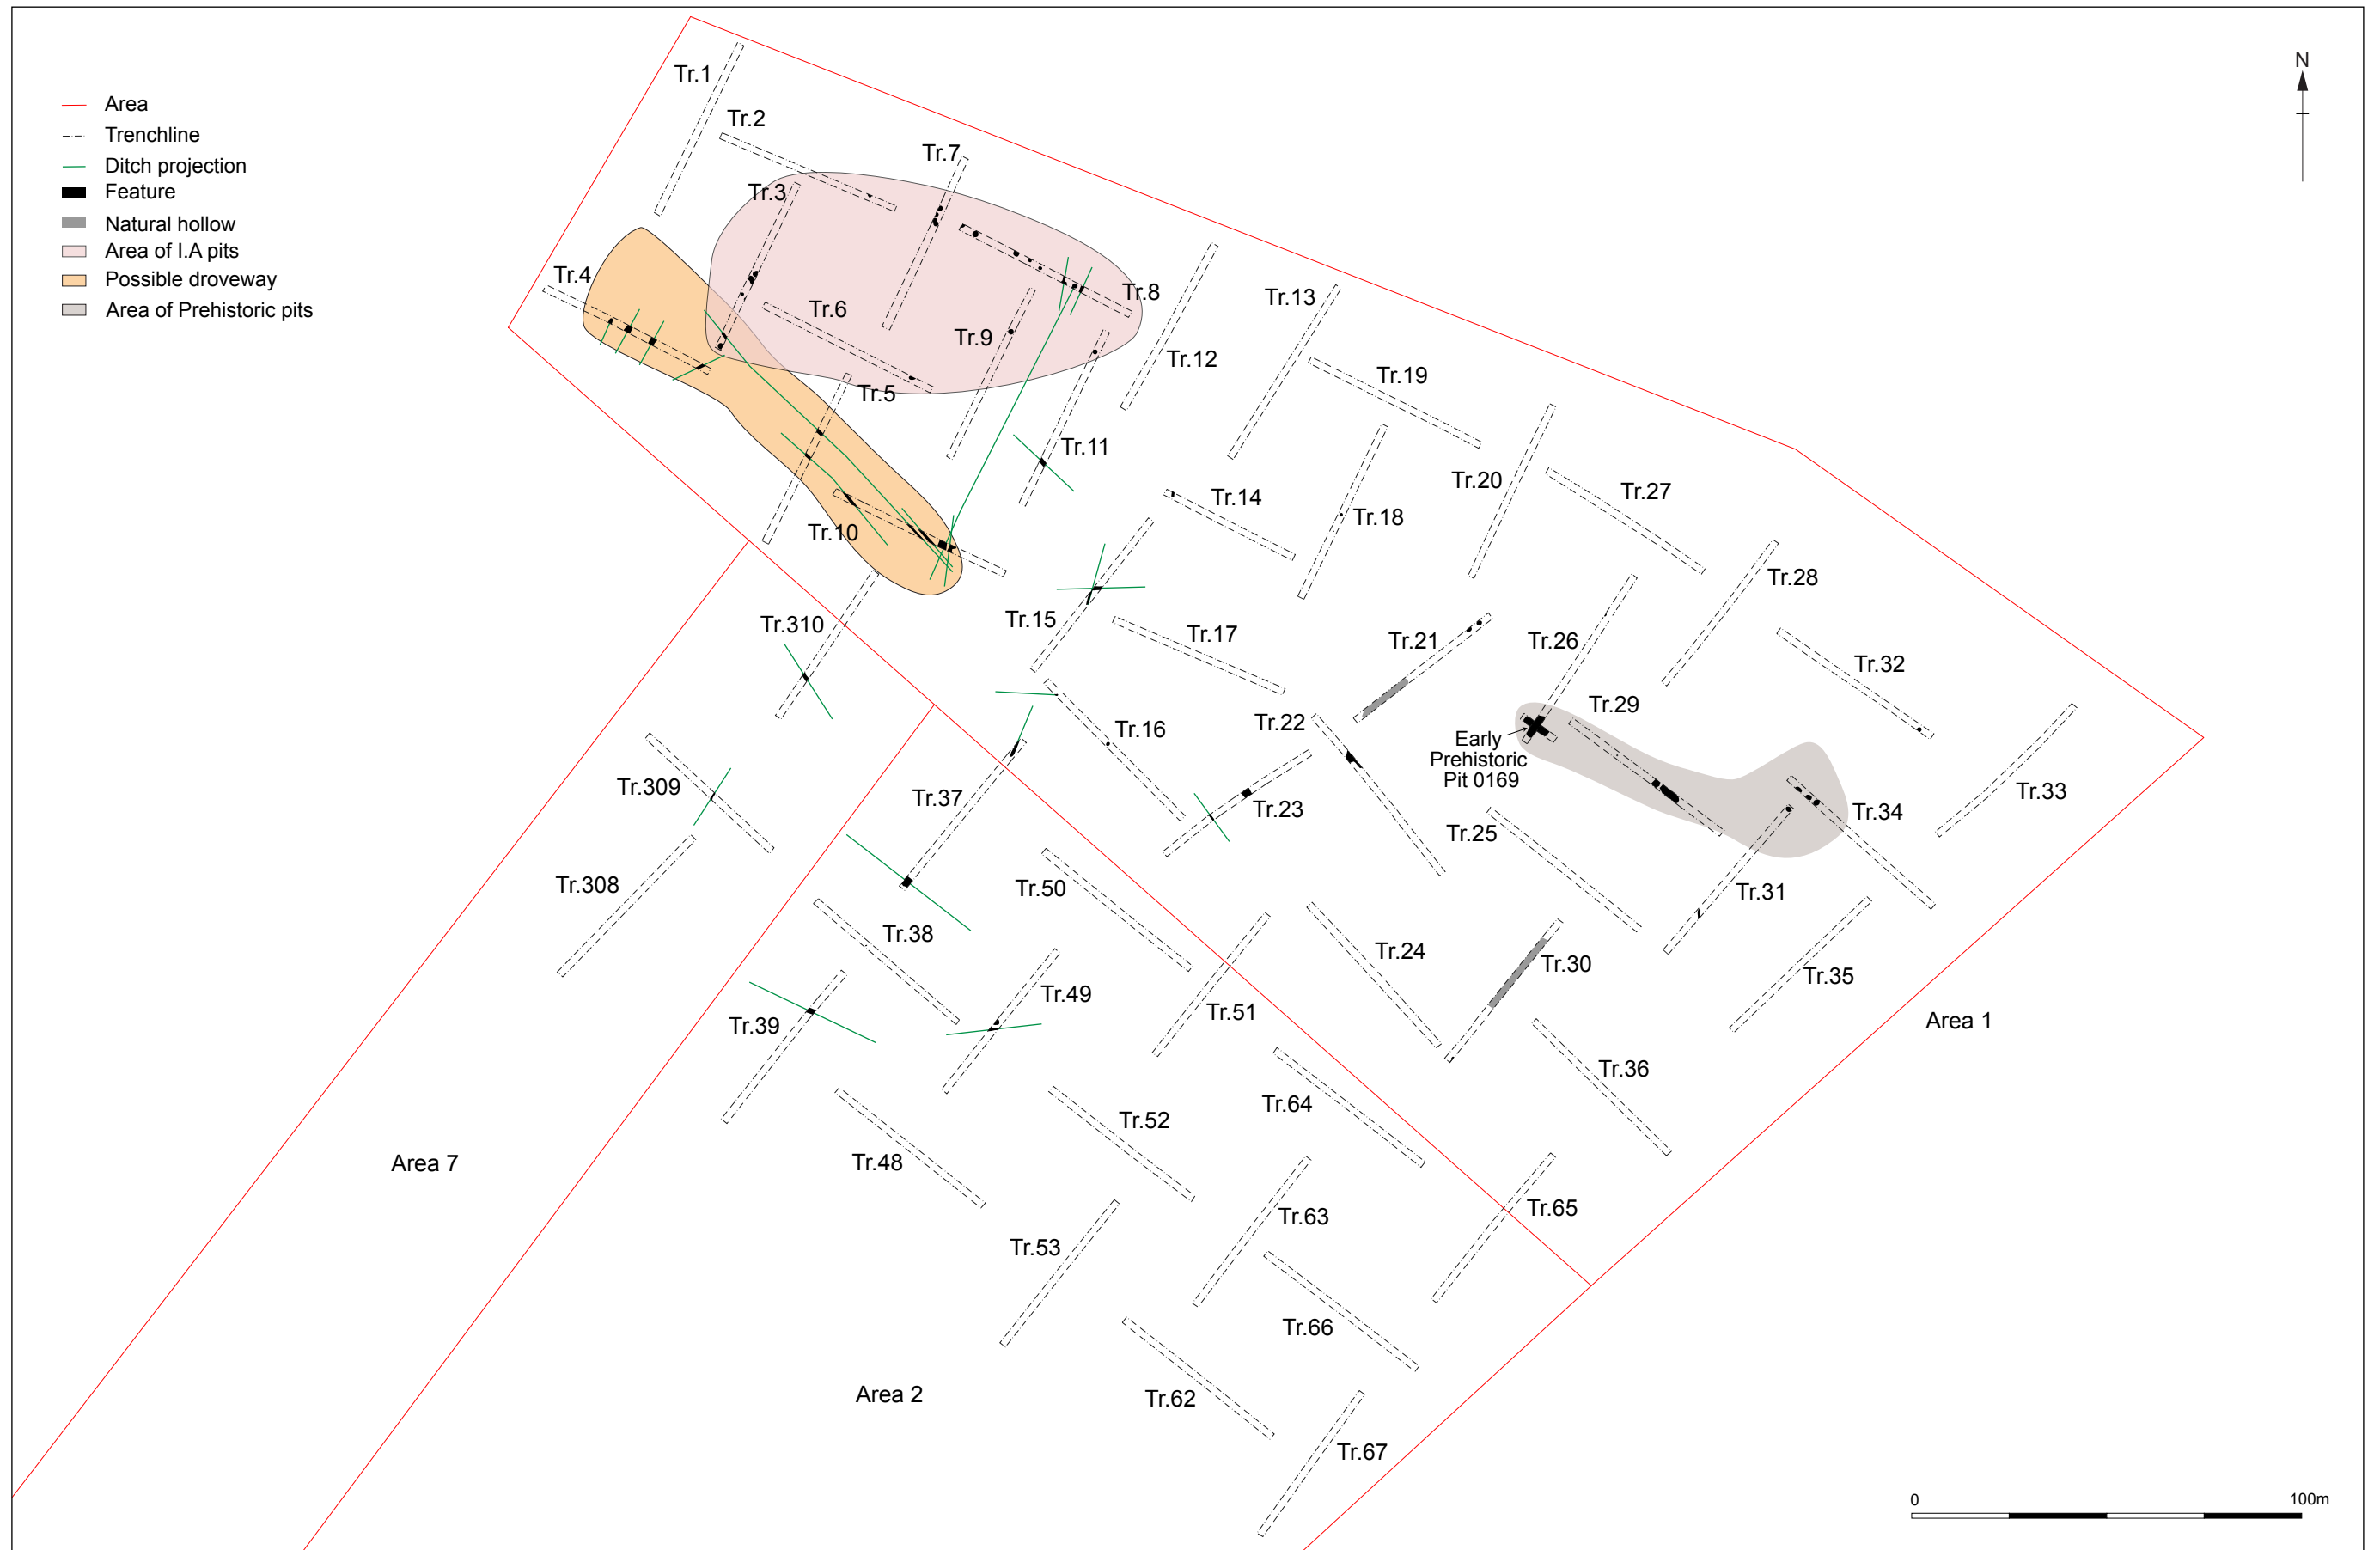 Area
Trenchline
Ditch projection
Feature
Natural hollow
Area of I.A pits
Possible droveway
Area of Prehistoric pits
N
Tr.1
Tr.2
Tr.7
Tr.3
Tr.4
Tr.8
Tr.6
Tr.13
Tr.9
Tr.12
Tr.19
Tr.5
Tr.11
Tr.20
Tr.27
Tr.14
Tr.18
Tr.10
Tr.28
Tr.310
Tr.15
Tr.17
Tr.21
Tr.26
Tr.32
Tr.29
Tr.22
Tr.16
Early
Prehistoric
Pit 0169
Tr.309
Tr.37
Tr.33
Tr.23
Tr.34
Tr.25
Tr.308
Tr.50
Tr.31
Tr.38
Tr.24
Tr.30
Tr.35
Tr.49
Tr.51
Tr.39
Area 1
Tr.36
Tr.64
Tr.52
Area 7
Tr.48
Tr.65
Tr.63
Tr.53
Tr.66
Area 2
Tr.62
Tr.67
0 100m